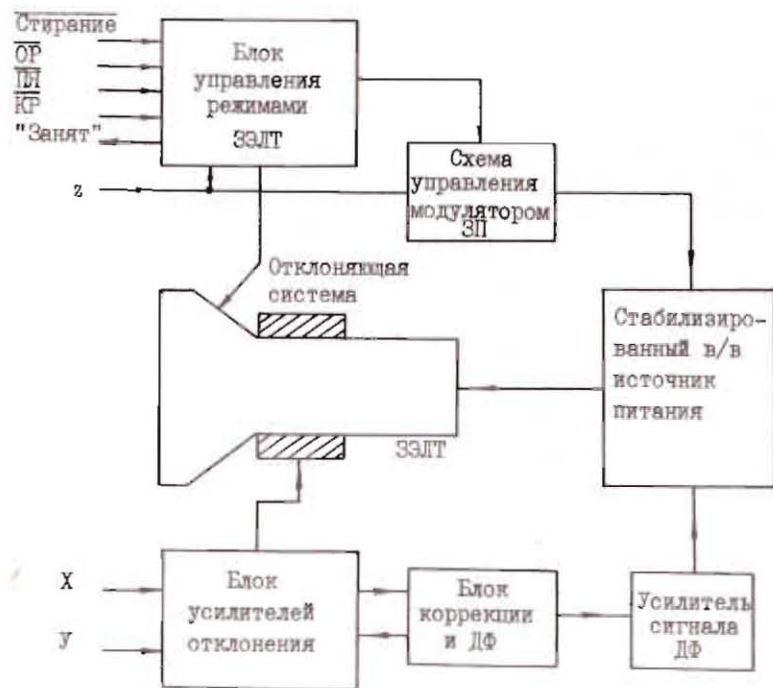 Стирание
ОР
ПЯ
КР
"Занят"
z
Блок
управления
режимами
ЗЭЛТ
Схема
управления
модулятором
ЗП
Отклоняющая
система
Стабилизиро-
ванный в/в
источник
питания
ЗЭЛТ
X
У
Блок
усилителей
отклонения
Блок
коррекции
и ДФ
Усилитель
сигнала
ДФ